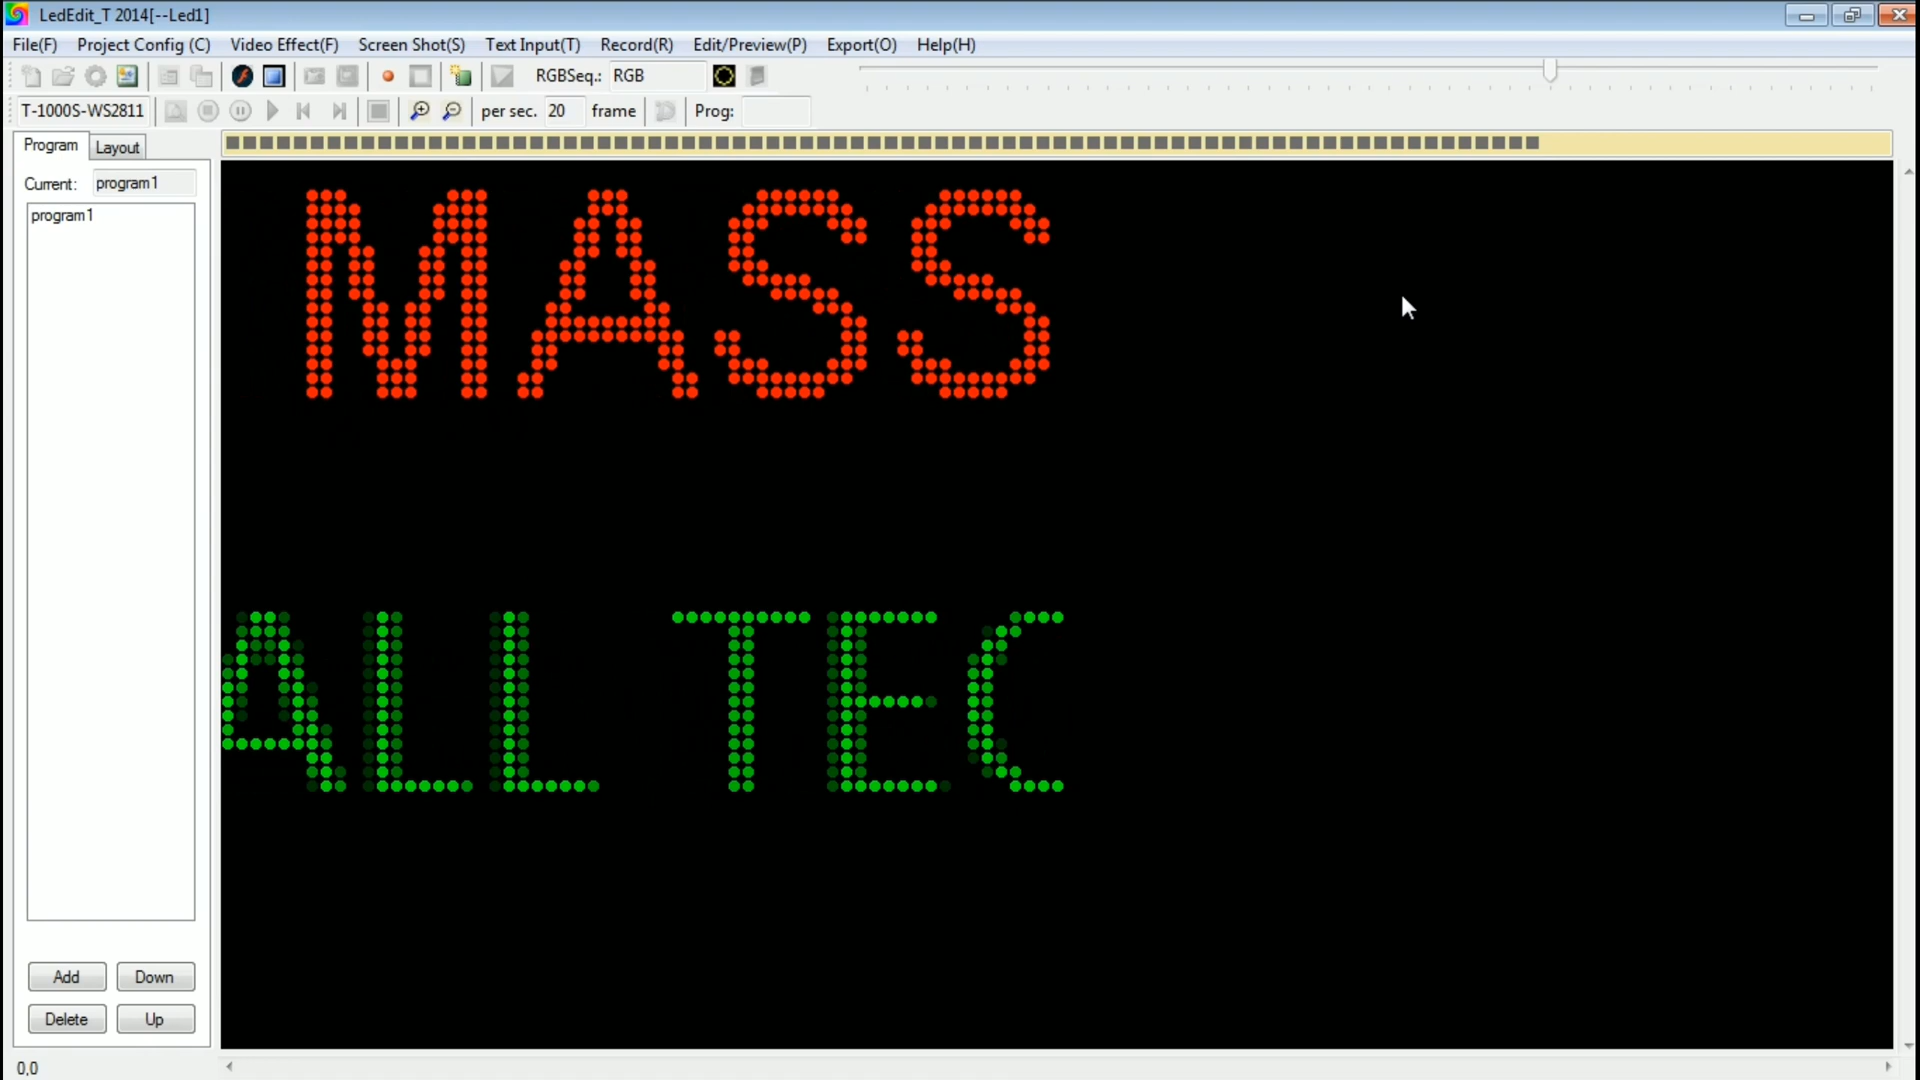 LedEdit_T 2014[--Led1]
File(F) Project Config (C) Video Effect(F) Screen Shot(S) Text Input(T) Record(R) Edit/Preview(P) Export(O) Help(H)
RGBSeq.: RGB
T-1000S-WS2811 per sec. 20 frame Prog:
Program Layout
Current: program1
program1
MASS
ALL TEC
Add Down
Delete Up
0,0